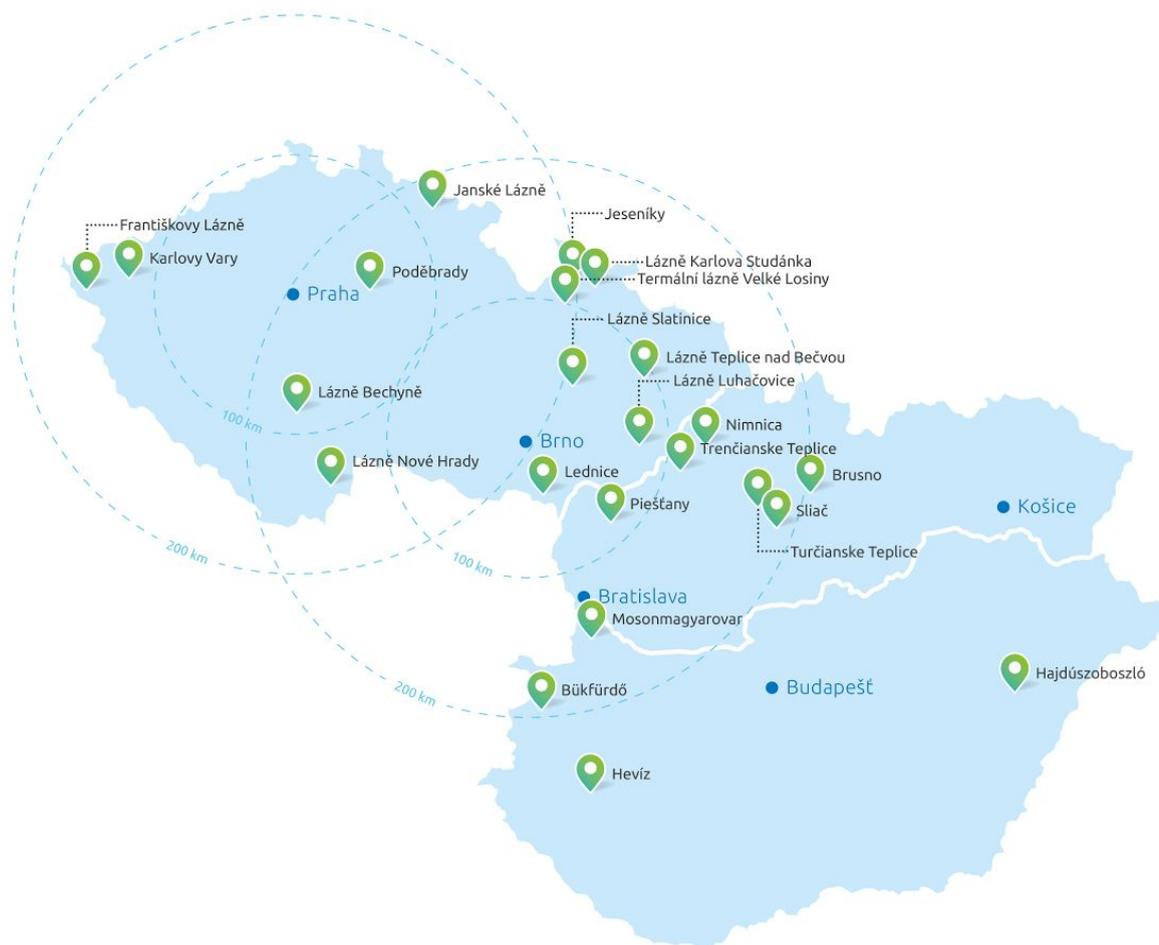 Janské Lázně
Jeseníky
Františkovy Lázně
Karlovy Vary
Lázně Karlova Studánka
Poděbrady
Termální lázně Velké Losiny
Praha
Lázně Slatinice
Lázně Teplice nad Bečvou
Lázně Luhačovice
Lázně Bechyně
100 km
Nimnica
Brno
Trenčianske Teplice
Lázně Nové Hrady
Lednice
Brusno
Piešťany
Sliač
Košice
200 km
100 km
Turčianske Teplice
Bratislava
Mosonmagyarovar
Hajdúszoboszló
Bükfürdő
200 km
Budapešť
Hevíz